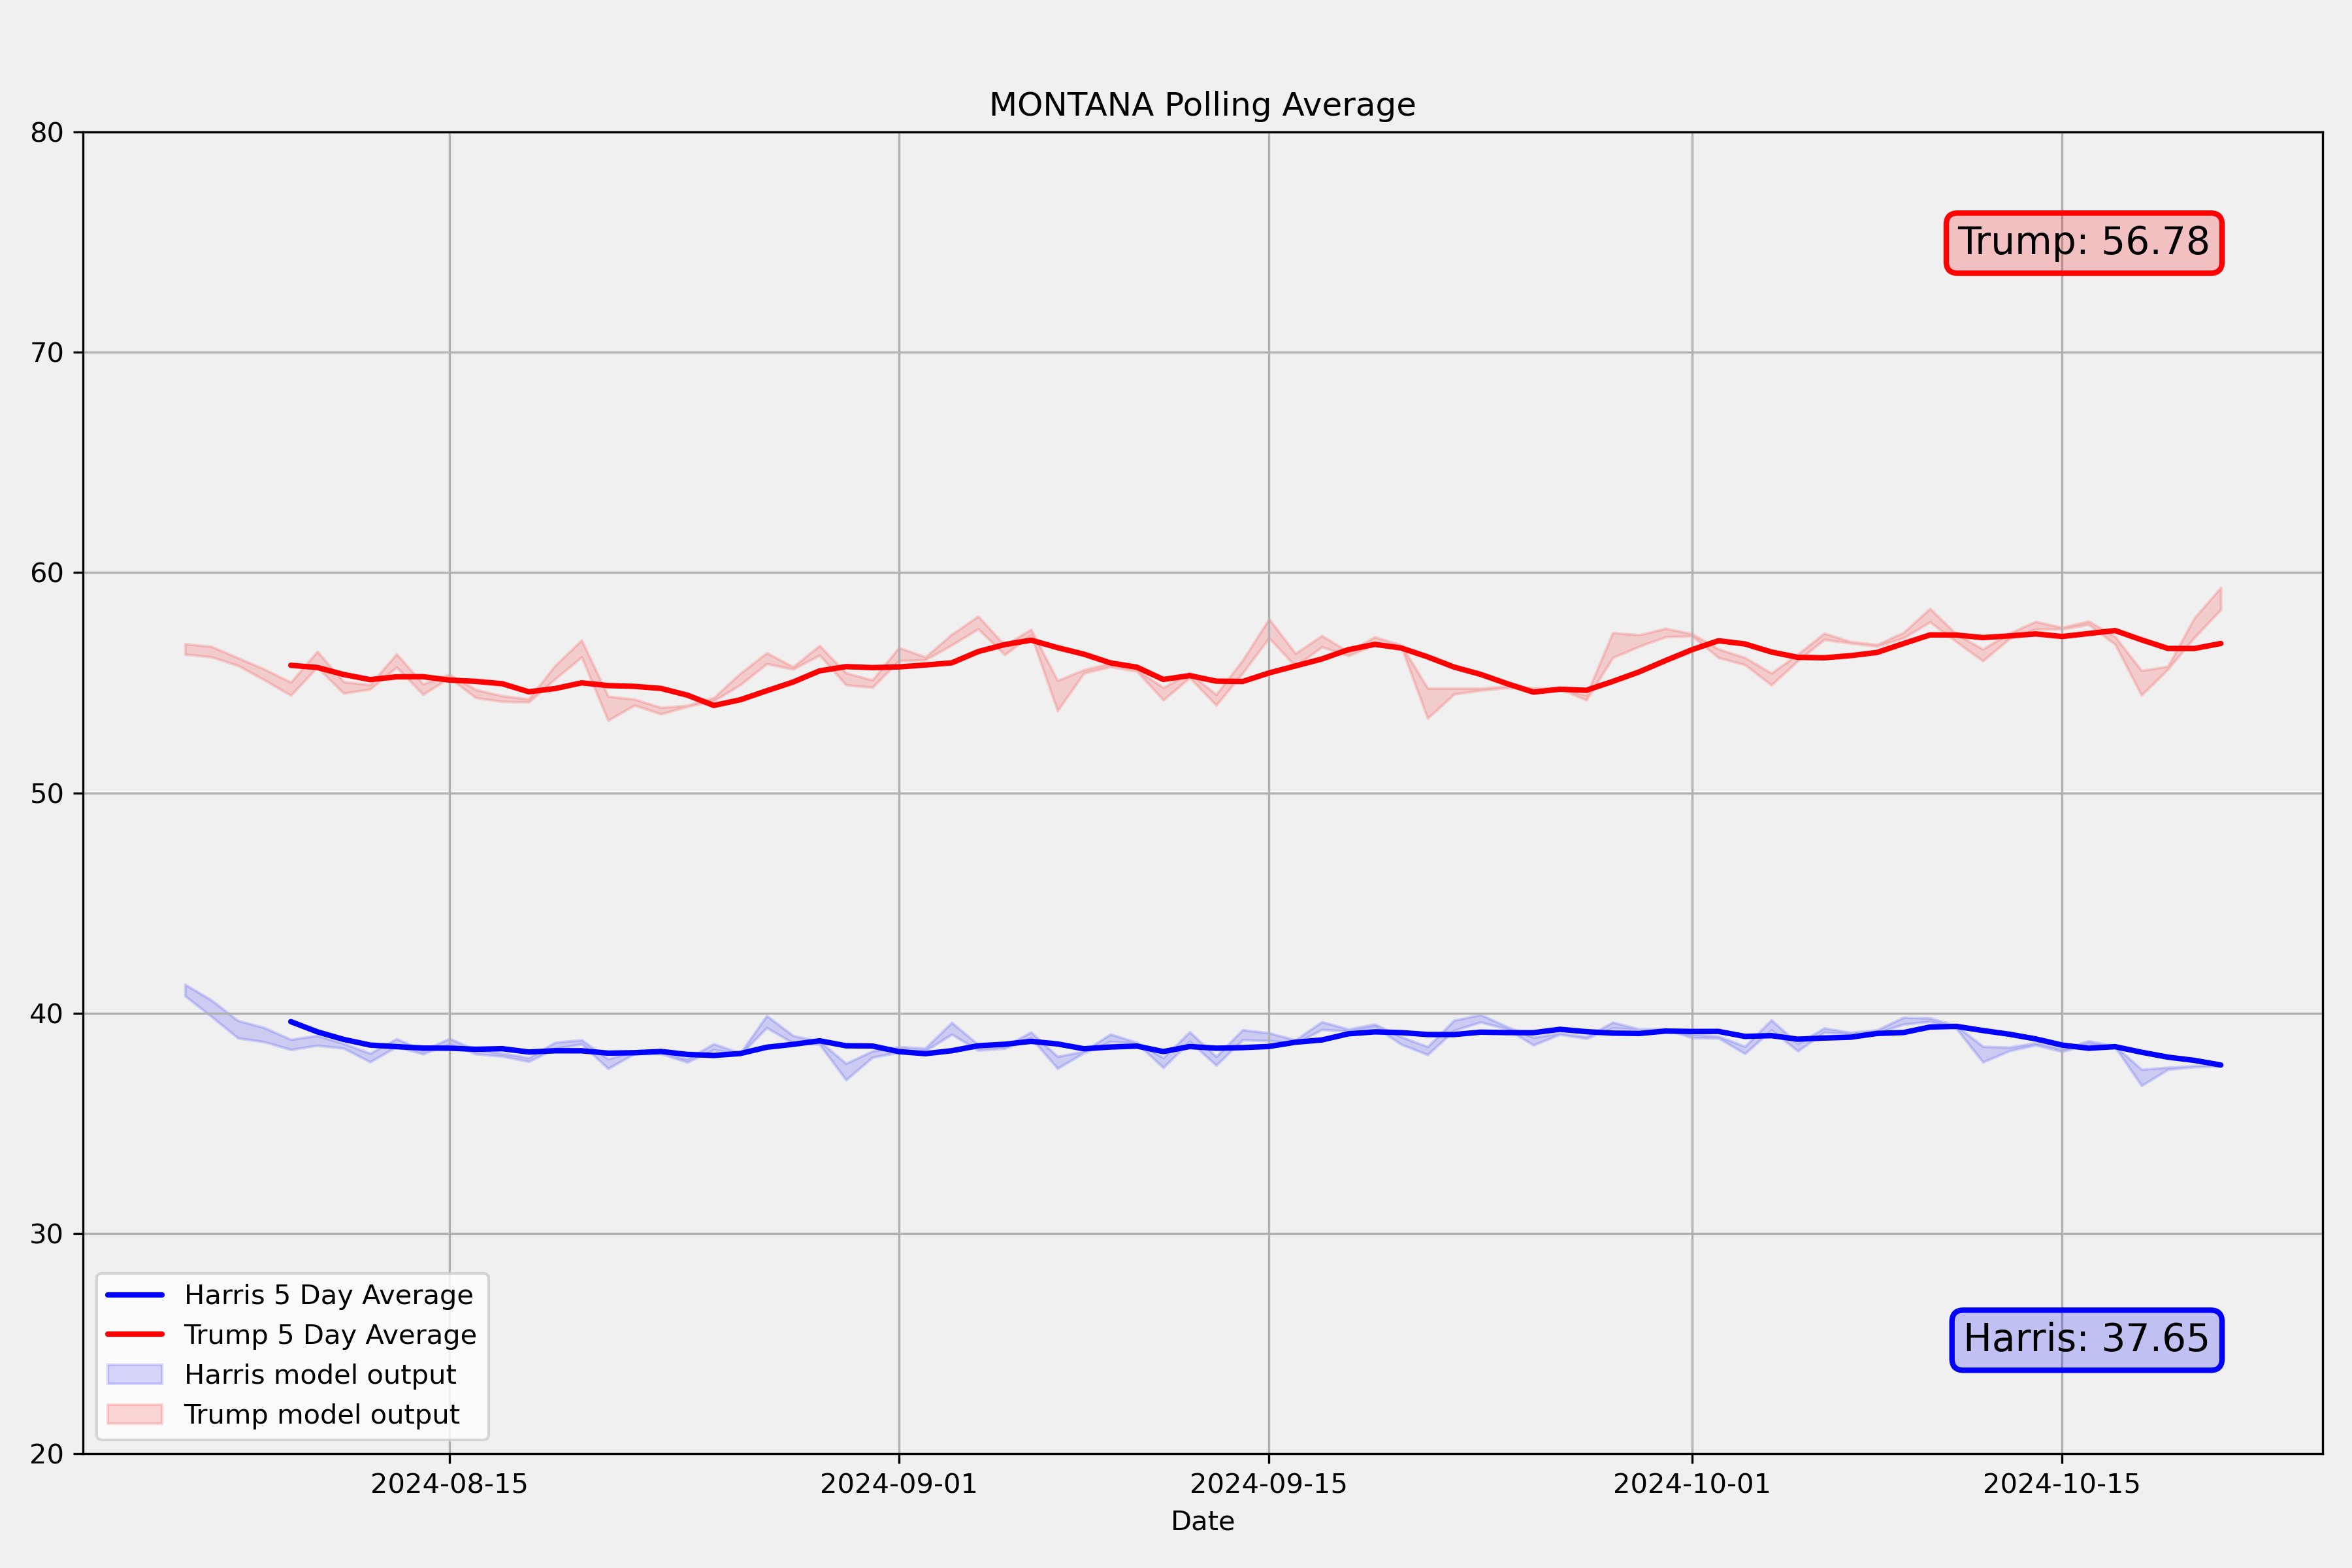 MONTANA Polling Average
80
70
60
50
40
30
20
Trump: 56.78
Harris: 37.65
Harris 5 Day Average
Trump 5 Day Average
Harris model output
Trump model output
2024-08-15
2024-09-01
2024-09-15
2024-10-01
2024-10-15
Date